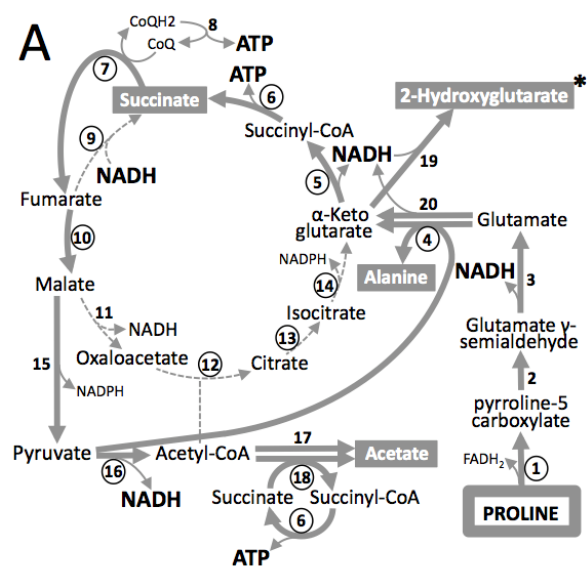 A
CoQH2
8
CoQ
ATP
7
ATP
6
Succinate
2-Hydroxyglutarate *
Succinyl-CoA
9
NADH
19
NADH
5
Fumarate
20
α-Keto
glutarate
Glutamate
10
4
NADPH
Alanine
NADH
3
Malate
14
11
NADH
Isocitrate
Glutamate γ-
semialdehyde
Oxaloacetate
12
13
Citrate
15
NADPH
2
pyrroline-5
carboxylate
17
Pyruvate
Acetyl-CoA
Acetate
FADH2
1
16
18
NADH
Succinate
Succinyl-CoA
PROLINE
6
ATP